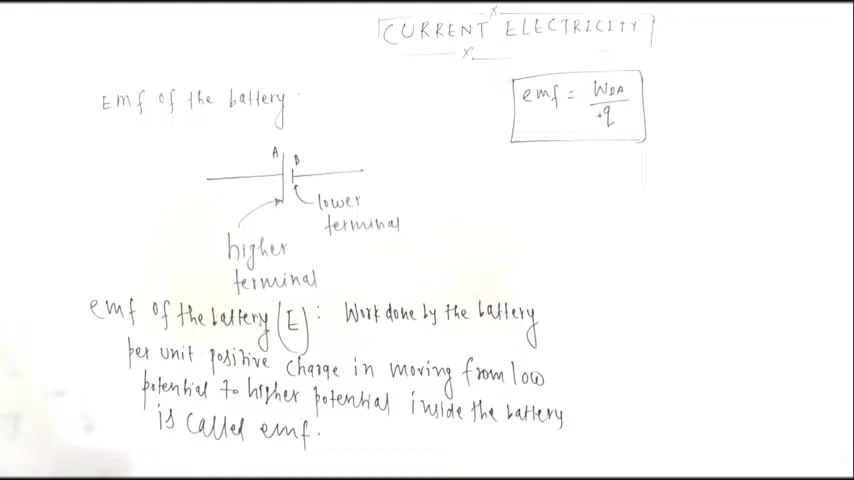 CURRENT ELECTRICITY
Emf of the battery
emf = W_BA / q
A B
lower
terminal
higher
terminal
emf of the battery (E) : Work done by the battery
per unit positive charge in moving from low
potential to higher potential inside the battery
is called emf.